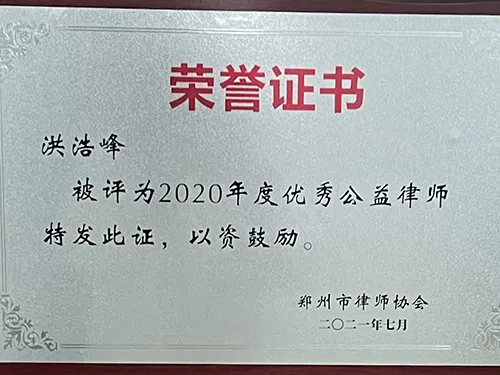 荣誉证书
洪浩峰
被评为2020年度优秀公益律师
特发此证，以资鼓励。
郑州市律师协会
二〇二一年七月